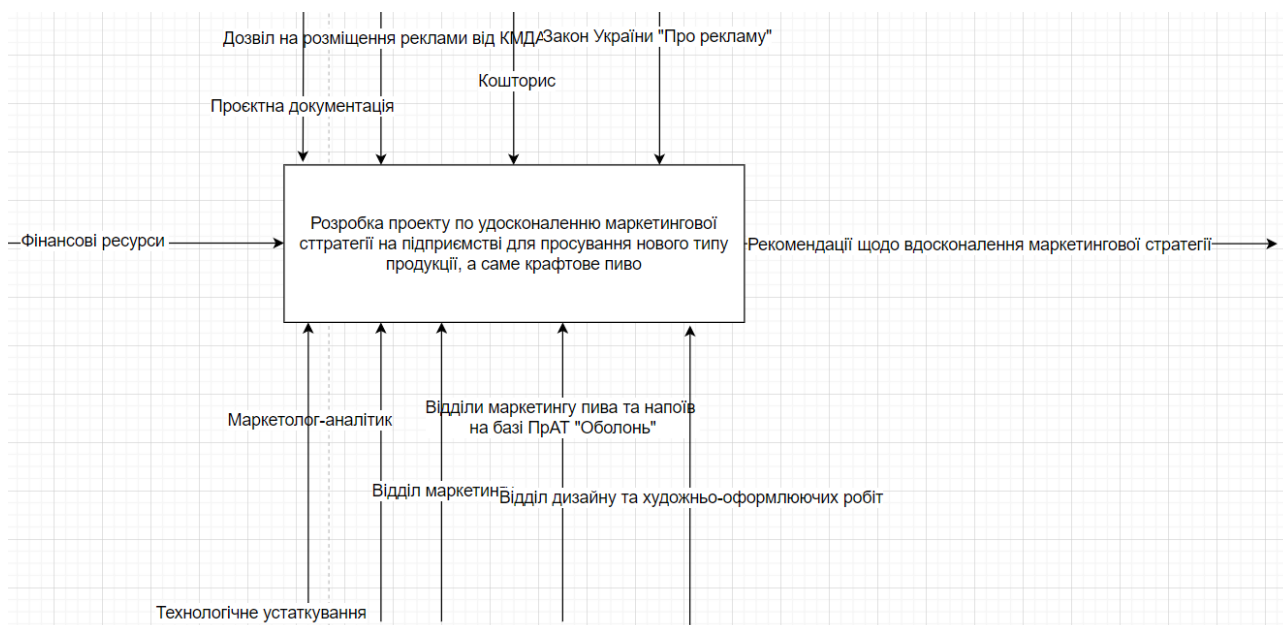 Дозвіл на розміщення реклами від КМДА
Закон України "Про рекламу"
Кошторис
Проєктна документація
Розробка проекту по удосконаленню маркетингової
сттратегії на підприємстві для просування нового типу
продукції, а саме крафтове пиво
Фінансові ресурси
Рекомендації щодо вдосконалення маркетингової стратегії
Маркетолог-аналітик
Відділи маркетингу пива та напоїв
на базі ПрАТ "Оболонь"
Відділ маркетингу
Відділ дизайну та художньо-оформлюючих робіт
Технологічне устаткування